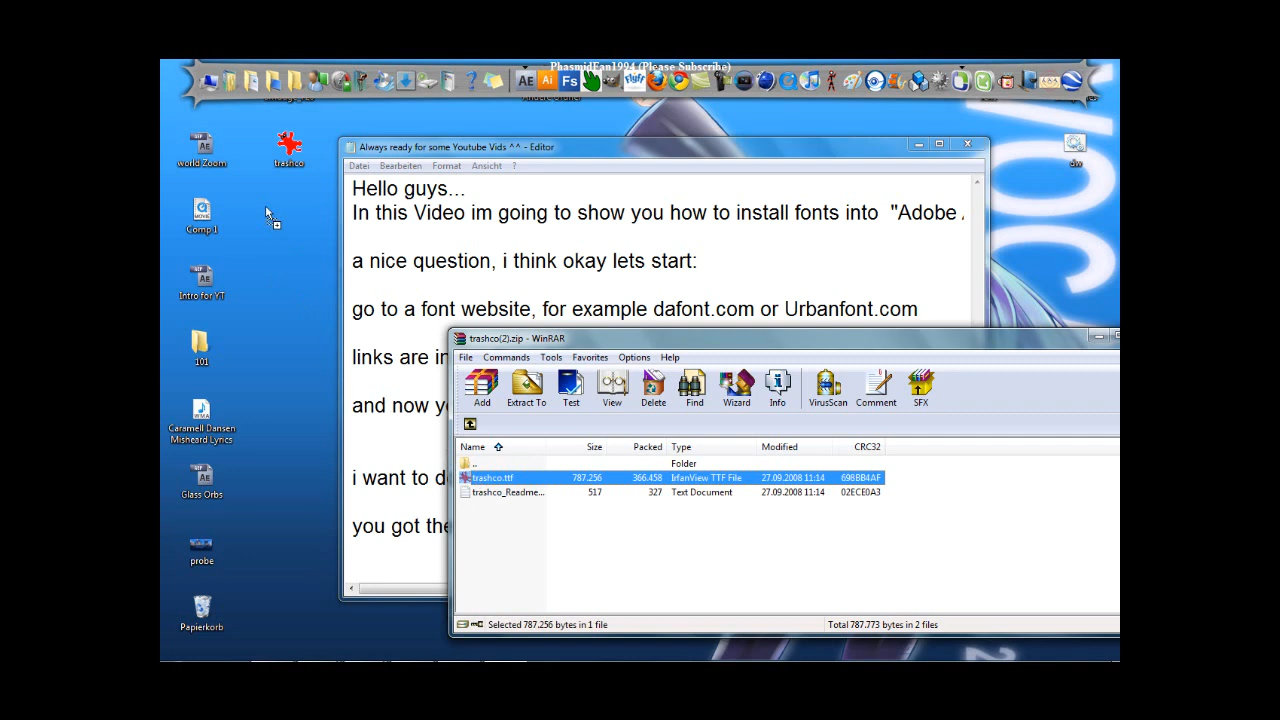 PhasmidFan1994 (Please Subscribe)
AE Ai Fs flyff
world Zoom
trashco
dw
Comp 1
Intro for YT
101
Caramell Dansen
Misheard Lyrics
Glass Orbs
probe
Papierkorb
Always ready for some Youtube Vids ^^ - Editor
Datei Bearbeiten Format Ansicht ?
Hello guys...
In this Video im going to show you how to install fonts into "Adobe
a nice question, i think okay lets start:
go to a font website, for example dafont.com or Urbanfont.com
links are in
and now
i want to
you got the
trashco(2).zip - WinRAR
File Commands Tools Favorites Options Help
Add Extract To Test View Delete Find Wizard Info VirusScan Comment SFX
Name Size Packed Type Modified CRC32
.. Folder
trashco.ttf 787.256 366.458 IrfanView TTF File 27.09.2008 11:14 698BB4AF
trashco_Readme... 517 327 Text Document 27.09.2008 11:14 02ECE0A3
Selected 787.256 bytes in 1 file Total 787.773 bytes in 2 files